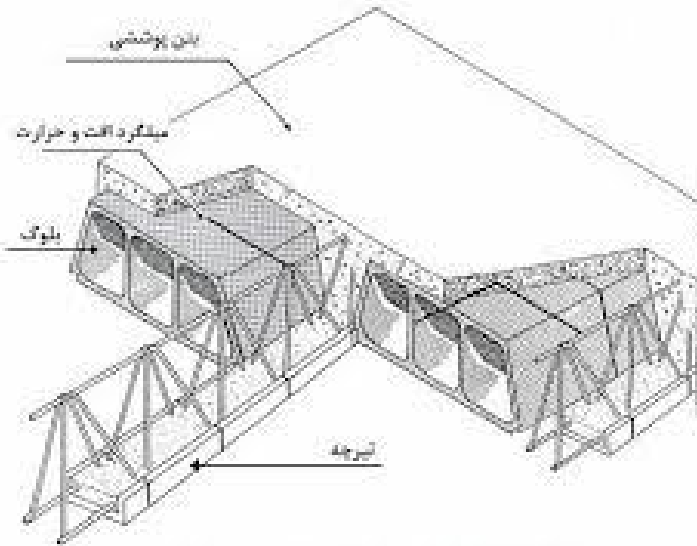 بتن پوششی
میلگرد افت و حرارت
بلوک
تیرچه